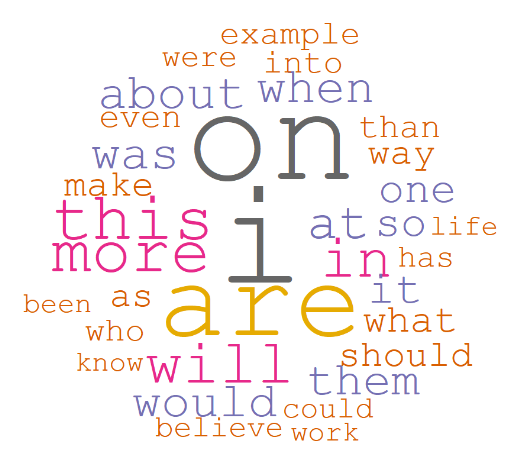 example
were into
about when
even on than
was way
make one
this i at so life
more in has
been as are it
who what
know will should
would them
believe could
work